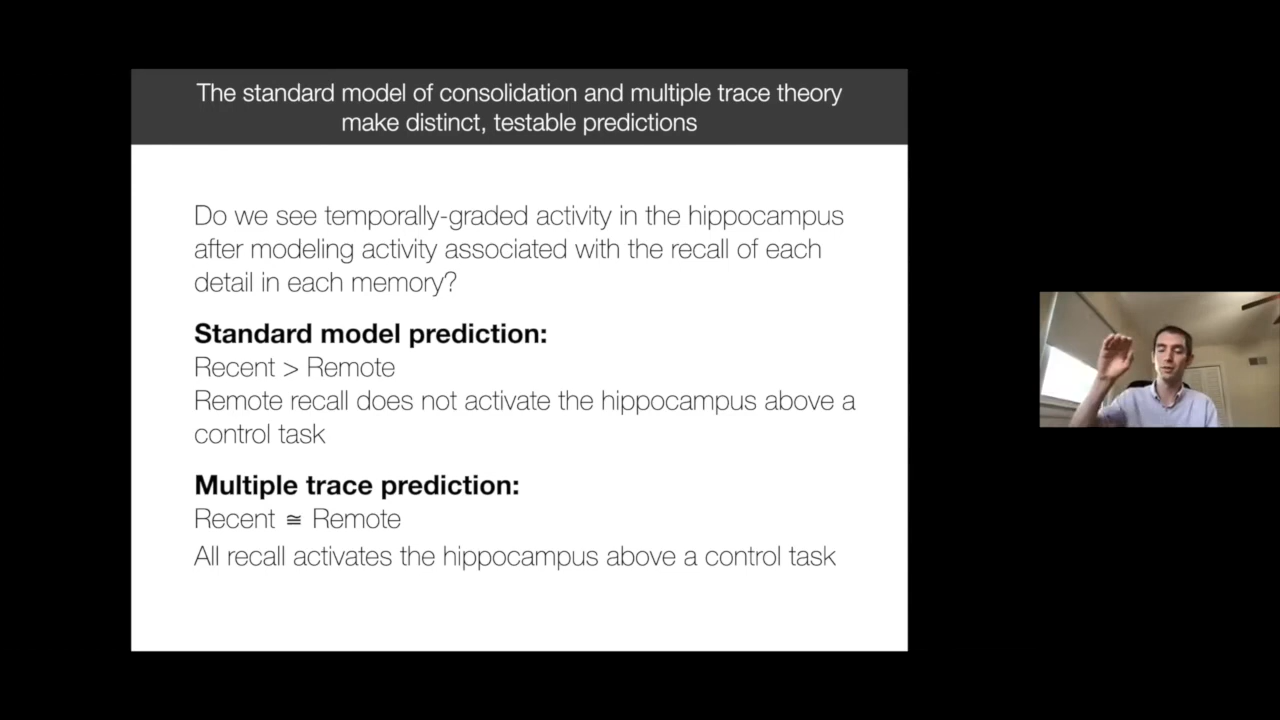 The standard model of consolidation and multiple trace theory
make distinct, testable predictions
Do we see temporally-graded activity in the hippocampus
after modeling activity associated with the recall of each
detail in each memory?
Standard model prediction:
Recent > Remote
Remote recall does not activate the hippocampus above a
control task
Multiple trace prediction:
Recent ≅ Remote
All recall activates the hippocampus above a control task